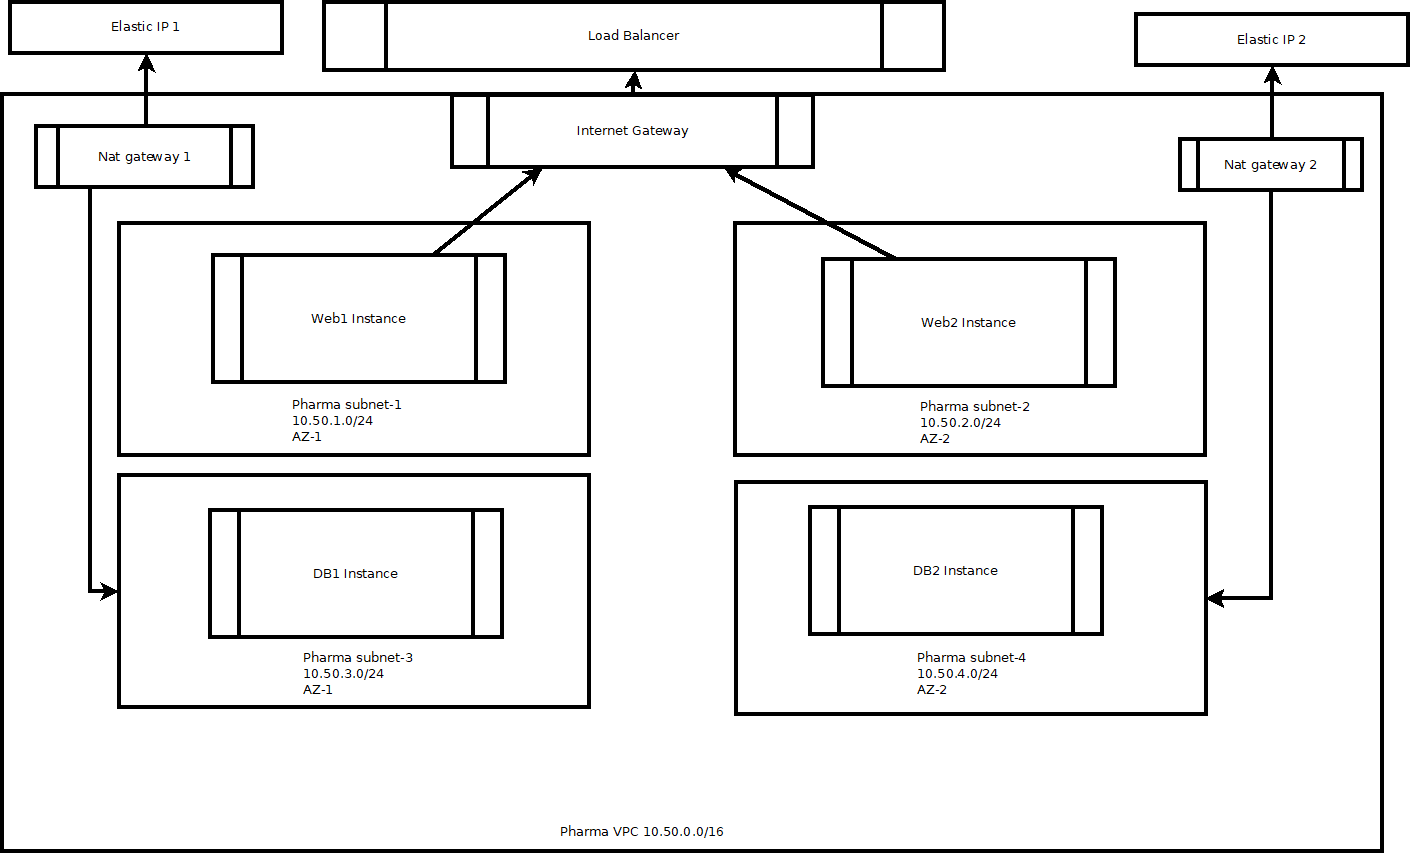 Elastic IP 1
Load Balancer
Elastic IP 2
Internet Gateway
Nat gateway 1
Nat gateway 2
Web1 Instance
Web2 Instance
Pharma subnet-1
10.50.1.0/24
AZ-1
Pharma subnet-2
10.50.2.0/24
AZ-2
DB1 Instance
DB2 Instance
Pharma subnet-3
10.50.3.0/24
AZ-1
Pharma subnet-4
10.50.4.0/24
AZ-2
Pharma VPC 10.50.0.0/16